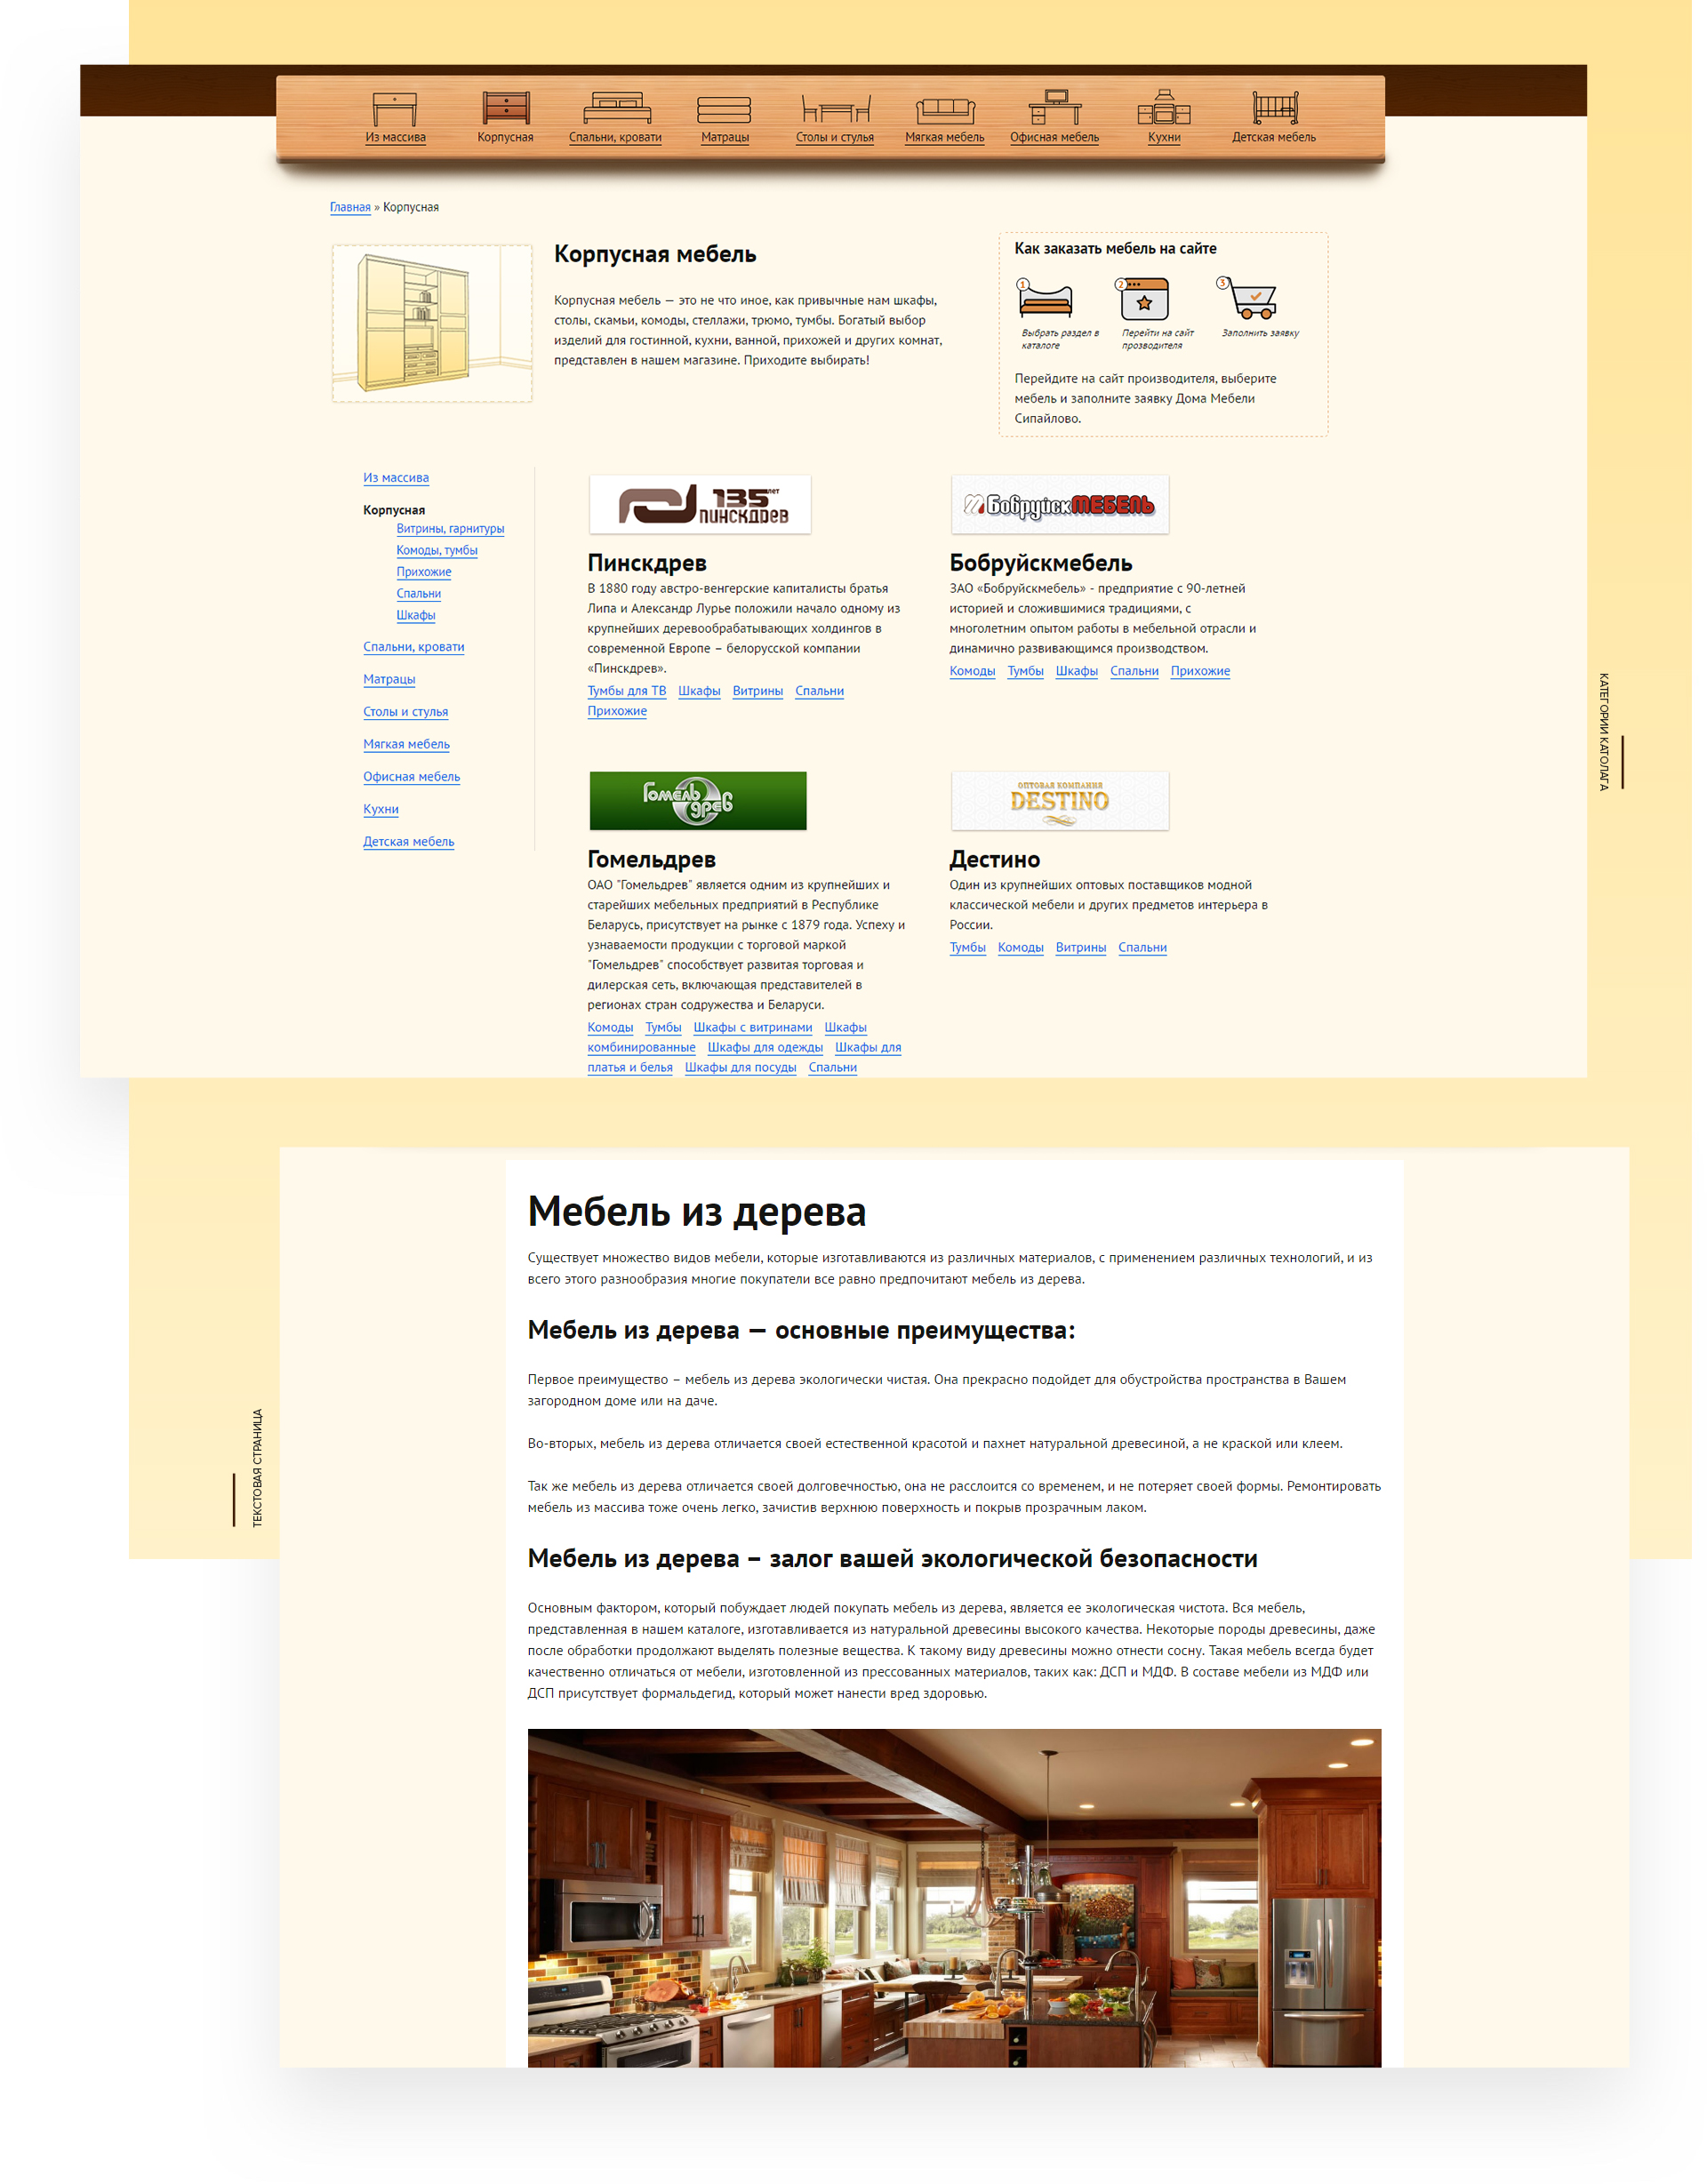 Из массива
Корпусная
Спальни, кровати
Матрацы
Столы и стулья
Мягкая мебель
Офисная мебель
Кухни
Детская мебель
Главная » Корпусная
Корпусная мебель
Корпусная мебель — это не что иное, как привычные нам шкафы,
столы, скамьи, комоды, стеллажи, трюмо, тумбы. Богатый выбор
изделий для гостинной, кухни, ванной, прихожей и других комнат,
представлен в нашем магазине. Приходите выбирать!
Как заказать мебель на сайте
1
2
3
Выбрать раздел в
каталоге
Перейти на сайт
прозводителя
Заполнить заявку
Перейдите на сайт производителя, выберите
мебель и заполните заявку Дома Мебели
Сипайлово.
Из массива
Корпусная
Витрины, гарнитуры
Комоды, тумбы
Прихожие
Спальни
Шкафы
Спальни, кровати
Матрацы
Столы и стулья
Мягкая мебель
Офисная мебель
Кухни
Детская мебель
135 лет
ПИНСКДРЕВ
Пинскдрев
В 1880 году австро-венгерские капиталисты братья
Липа и Александр Лурье положили начало одному из
крупнейших деревообрабатывающих холдингов в
современной Европе – белорусской компании
«Пинскдрев».
Тумбы для ТВ Шкафы Витрины Спальни
Прихожие
БобруйскМЕБЕЛЬ
Бобруйскмебель
ЗАО «Бобруйскмебель» - предприятие с 90-летней
историей и сложившимися традициями, с
многолетним опытом работы в мебельной отрасли и
динамично развивающимся производством.
Комоды Тумбы Шкафы Спальни Прихожие
Гомель
древ
Гомельдрев
ОАО "Гомельдрев" является одним из крупнейших и
старейших мебельных предприятий в Республике
Беларусь, присутствует на рынке с 1879 года. Успеху и
узнаваемости продукции с торговой маркой
"Гомельдрев" способствует развитая торговая и
дилерская сеть, включающая представителей в
регионах стран содружества и Беларуси.
Комоды Тумбы Шкафы с витринами Шкафы
комбинированные Шкафы для одежды Шкафы для
платья и белья Шкафы для посуды Спальни
ОПТОВАЯ КОМПАНИЯ
DESTINO
Дестино
Один из крупнейших оптовых поставщиков модной
классической мебели и других предметов интерьера в
России.
Тумбы Комоды Витрины Спальни
КАТЕГОРИИ КАТОЛАГА
ТЕКСТОВАЯ СТРАНИЦА
Мебель из дерева
Существует множество видов мебели, которые изготавливаются из различных материалов, с применением различных технологий, и из
всего этого разнообразия многие покупатели все равно предпочитают мебель из дерева.
Мебель из дерева — основные преимущества:
Первое преимущество – мебель из дерева экологически чистая. Она прекрасно подойдет для обустройства пространства в Вашем
загородном доме или на даче.
Во-вторых, мебель из дерева отличается своей естественной красотой и пахнет натуральной древесиной, а не краской или клеем.
Так же мебель из дерева отличается своей долговечностью, она не расслоится со временем, и не потеряет своей формы. Ремонтировать
мебель из массива тоже очень легко, зачистив верхнюю поверхность и покрыв прозрачным лаком.
Мебель из дерева – залог вашей экологической безопасности
Основным фактором, который побуждает людей покупать мебель из дерева, является ее экологическая чистота. Вся мебель,
представленная в нашем каталоге, изготавливается из натуральной древесины высокого качества. Некоторые породы древесины, даже
после обработки продолжают выделять полезные вещества. К такому виду древесины можно отнести сосну. Такая мебель всегда будет
качественно отличаться от мебели, изготовленной из прессованных материалов, таких как: ДСП и МДФ. В составе мебели из МДФ или
ДСП присутствует формальдегид, который может нанести вред здоровью.